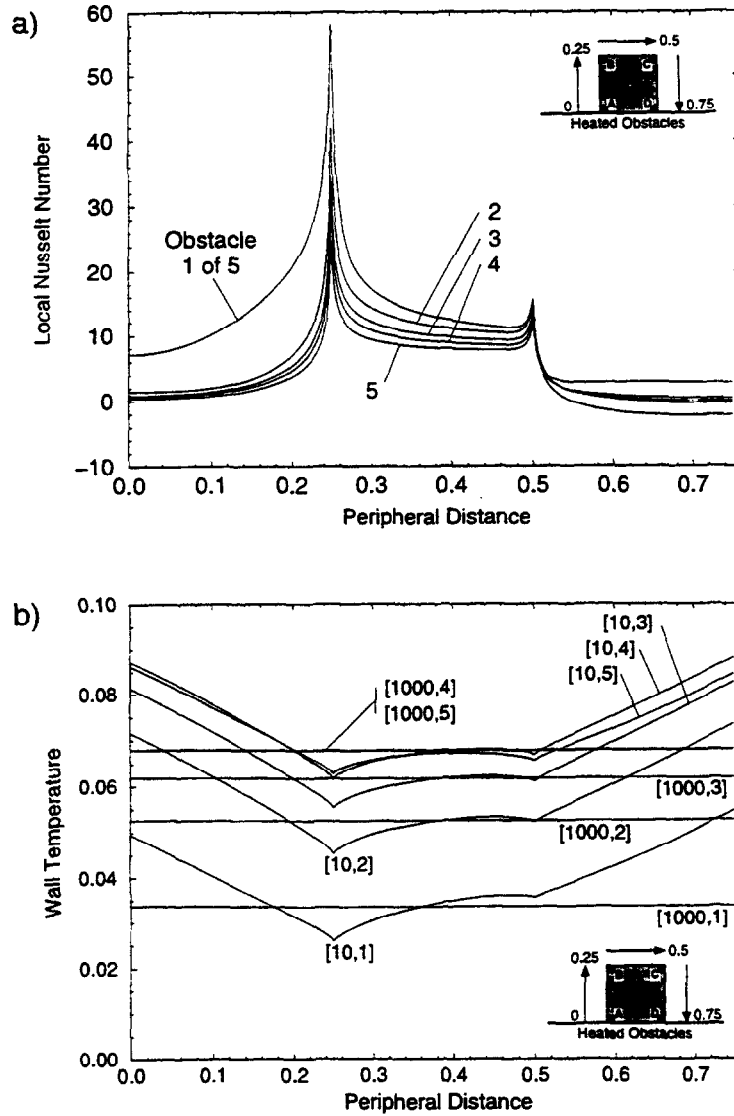 a)
60
50
40
30
20
10
0
−10
Local Nusselt Number
Obstacle
1 of 5
2
3
4
5
0.25
0.5
B C
A D
0
0.75
Heated Obstacles
0.0 0.1 0.2 0.3 0.4 0.5 0.6 0.7
Peripheral Distance
b)
0.10
0.08
0.06
0.04
0.02
0.00
Wall Temperature
[10,3]
[10,4]
[10,5]
[1000,4]
[1000,5]
[1000,3]
[1000,2]
[10,2]
[1000,1]
[10,1]
0.25
0.5
B C
A D
0
0.75
Heated Obstacles
0.0 0.1 0.2 0.3 0.4 0.5 0.6 0.7
Peripheral Distance